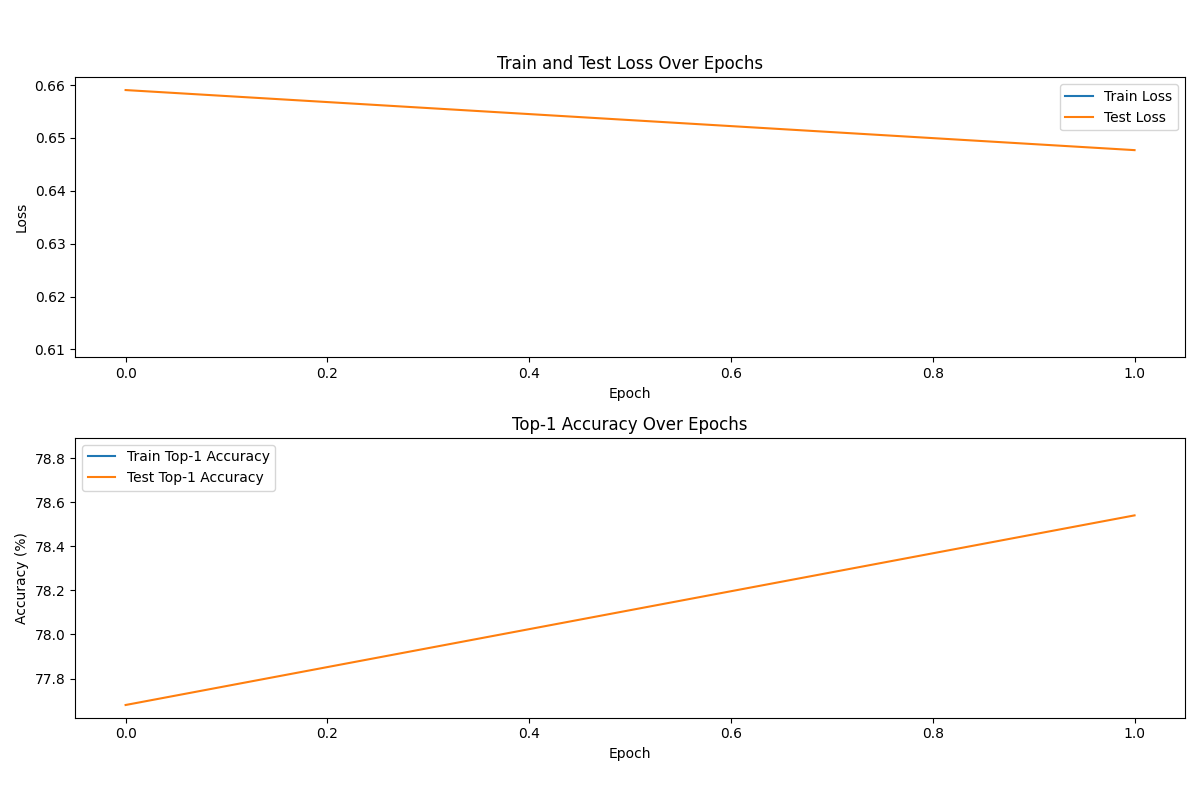 Train and Test Loss Over Epochs
0.66
0.65
0.64
0.63
0.62
0.61
Loss
Train Loss
Test Loss
0.0 0.2 0.4 0.6 0.8 1.0
Epoch
Top-1 Accuracy Over Epochs
78.8
78.6
78.4
78.2
78.0
77.8
Accuracy (%)
Train Top-1 Accuracy
Test Top-1 Accuracy
0.0 0.2 0.4 0.6 0.8 1.0
Epoch